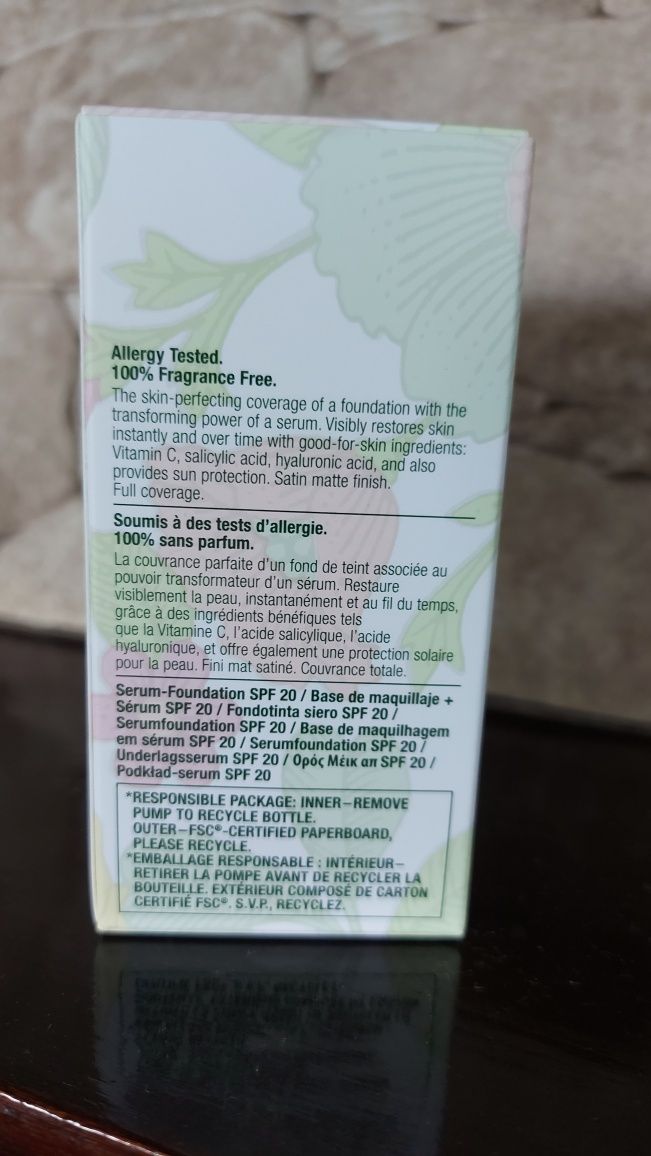 Allergy Tested.
100% Fragrance Free.
The skin-perfecting coverage of a foundation with the
transforming power of a serum. Visibly restores skin
instantly and over time with good-for-skin ingredients:
Vitamin C, salicylic acid, hyaluronic acid, and also
provides sun protection. Satin matte finish.
Full coverage.
Soumis à des tests d'allergie.
100% sans parfum.
La couvrance parfaite d'un fond de teint associée au
pouvoir transformateur d'un sérum. Restaure
visiblement la peau, instantanément et au fil du temps,
grâce à des ingrédients bénéfiques tels
que la Vitamine C, l'acide salicylique, l'acide
hyaluronique, et offre également une protection solaire
pour la peau. Fini mat satiné. Couvrance totale.
Serum-Foundation SPF 20 / Base de maquillaje +
Sérum SPF 20 / Fondotinta siero SPF 20 /
Serumfoundation SPF 20 / Base de maquilhagem
em sérum SPF 20 / Serumfoundation SPF 20 /
Underlagsserum SPF 20 / Ορός Μέικ απ SPF 20 /
Podkład-serum SPF 20
*RESPONSIBLE PACKAGE: INNER–REMOVE
PUMP TO RECYCLE BOTTLE.
OUTER–FSC®-CERTIFIED PAPERBOARD,
PLEASE RECYCLE.
*EMBALLAGE RESPONSABLE : INTÉRIEUR–
RETIRER LA POMPE AVANT DE RECYCLER LA
BOUTEILLE. EXTÉRIEUR COMPOSÉ DE CARTON
CERTIFIÉ FSC®. S.V.P., RECYCLEZ.